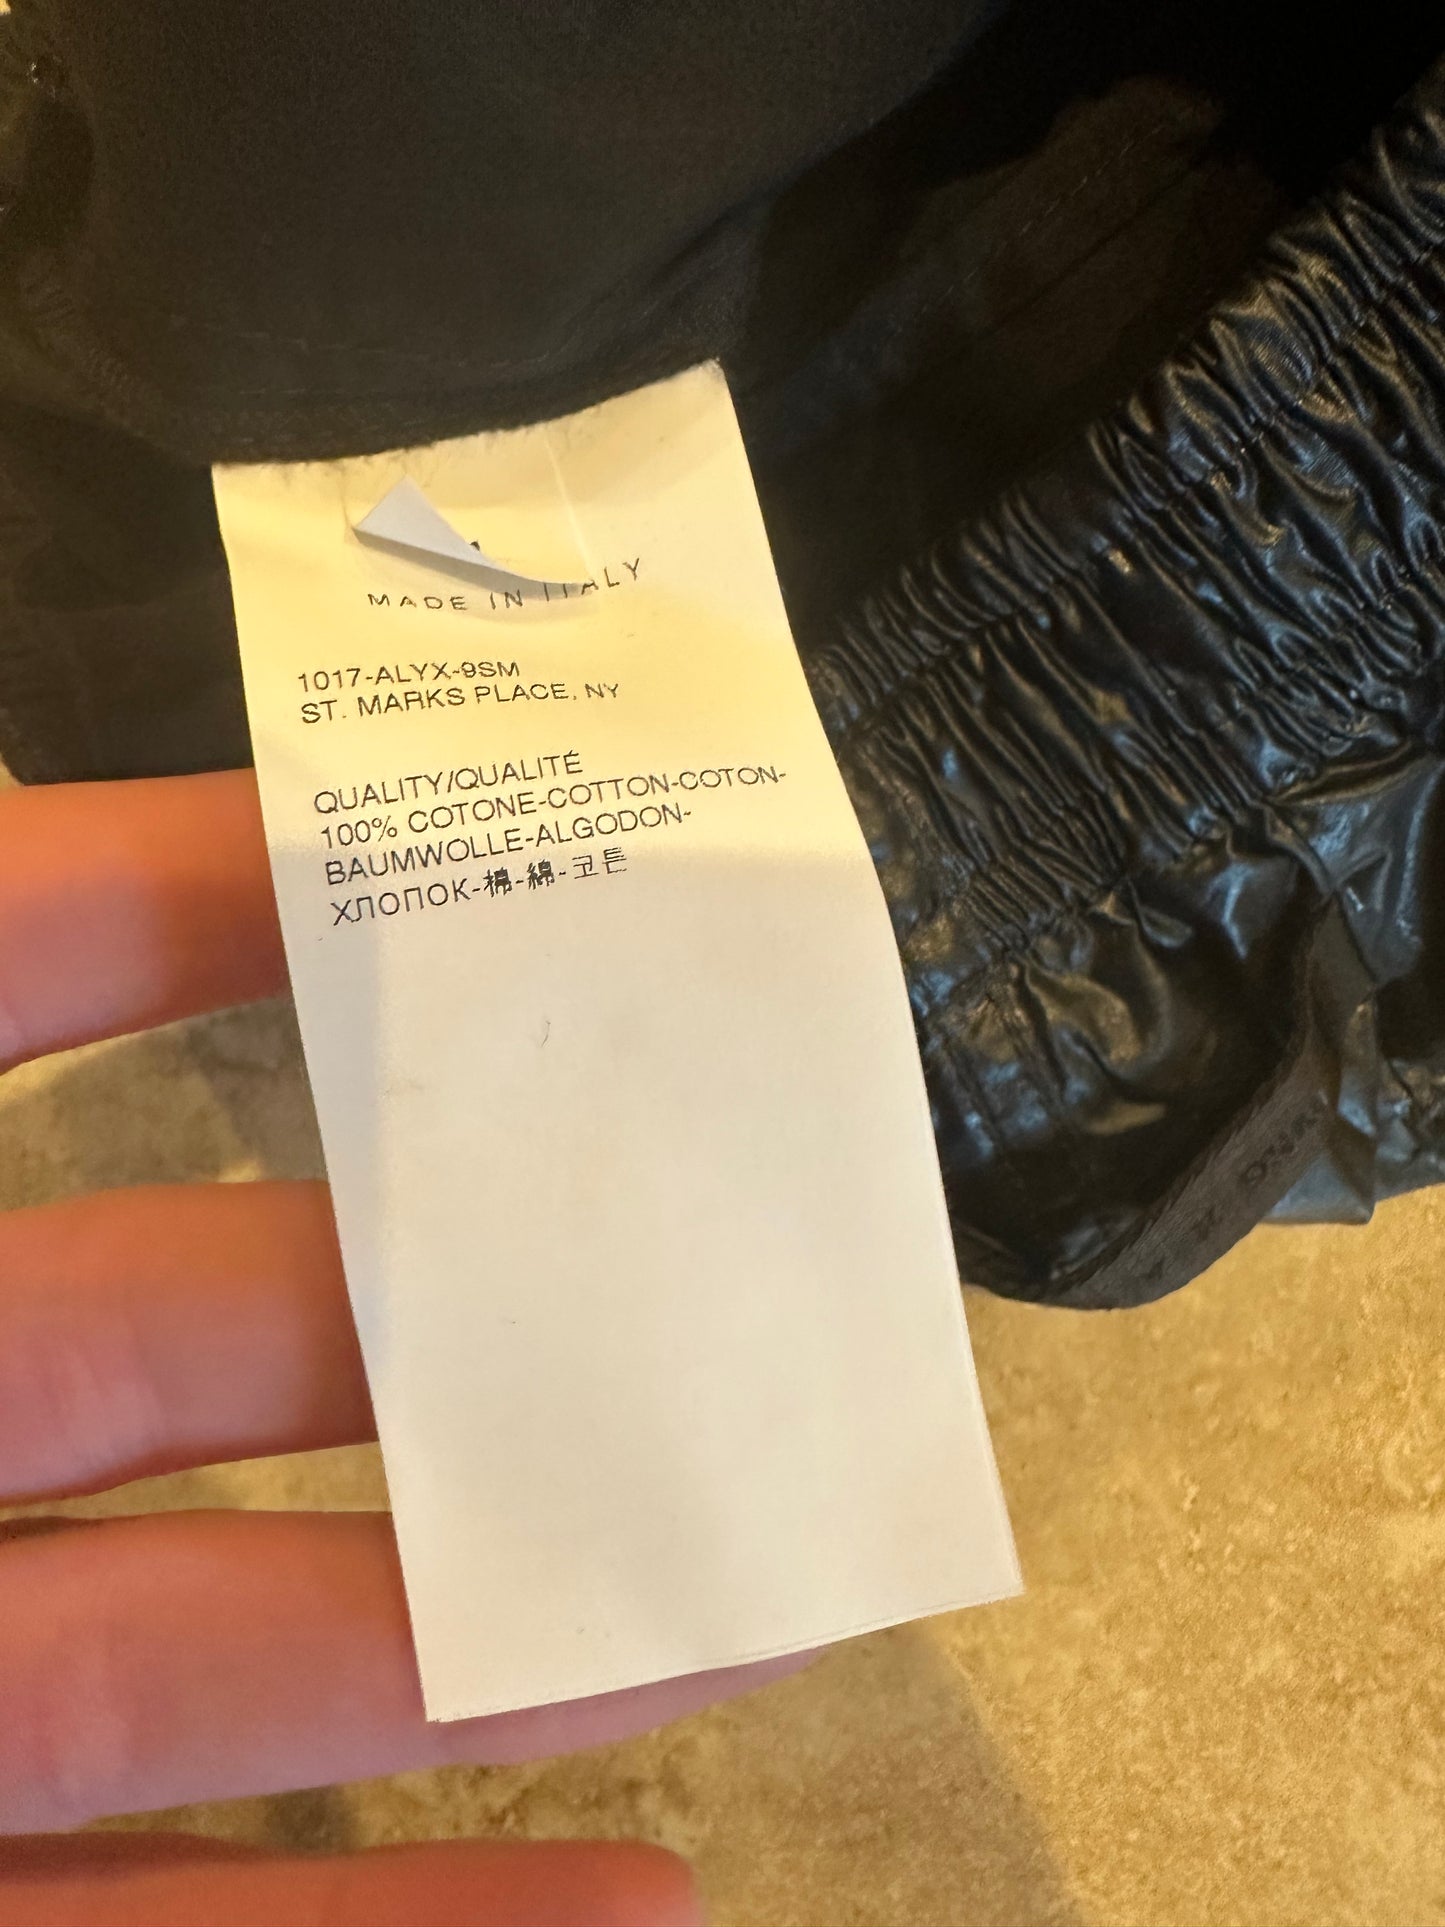 MADE IN ITALY
1017-ALYX-9SM
ST. MARKS PLACE, NY
QUALITY/QUALITÉ
100% COTONE-COTTON-COTON-
BAUMWOLLE-ALGODON-
ХЛОПОК-棉-綿-코튼